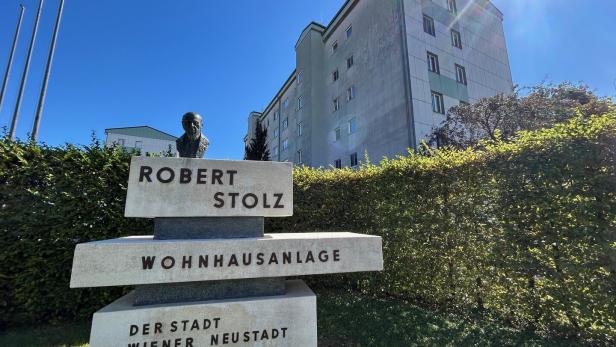 ROBERT
STOLZ
WOHNHAUSANLAGE
DER STADT
WIENER NEUSTADT